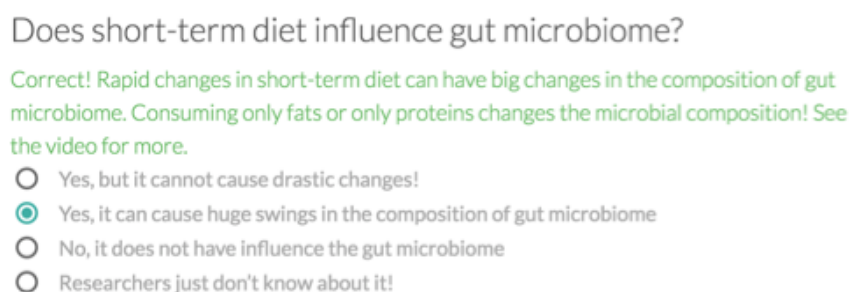 Does short-term diet influence gut microbiome?
Correct! Rapid changes in short-term diet can have big changes in the composition of gut
microbiome. Consuming only fats or only proteins changes the microbial composition! See
the video for more.
Yes, but it cannot cause drastic changes!
Yes, it can cause huge swings in the composition of gut microbiome
No, it does not have influence the gut microbiome
Researchers just don't know about it!